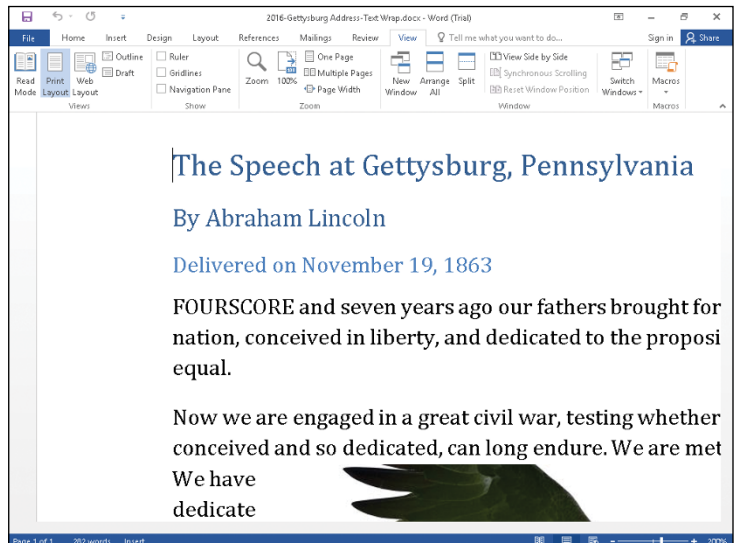 2016-Gettysburg Address-Text Wrap.docx - Word (Trial)
File Home Insert Design Layout References Mailings Review View Tell me what you want to do... Sign in Share
Read Mode
Print Layout
Web Layout
Outline
Draft
Views
Ruler
Gridlines
Navigation Pane
Show
Zoom
100%
One Page
Multiple Pages
Page Width
Zoom
New Window
Arrange All
Split
View Side by Side
Synchronous Scrolling
Reset Window Position
Switch Windows
Window
Macros
Macros
The Speech at Gettysburg, Pennsylvania
By Abraham Lincoln
Delivered on November 19, 1863
FOURSCORE and seven years ago our fathers brought for
nation, conceived in liberty, and dedicated to the proposi
equal.
Now we are engaged in a great civil war, testing whether
conceived and so dedicated, can long endure. We are met
We have
dedicate
Page 1 of 1 282 words Insert 200%